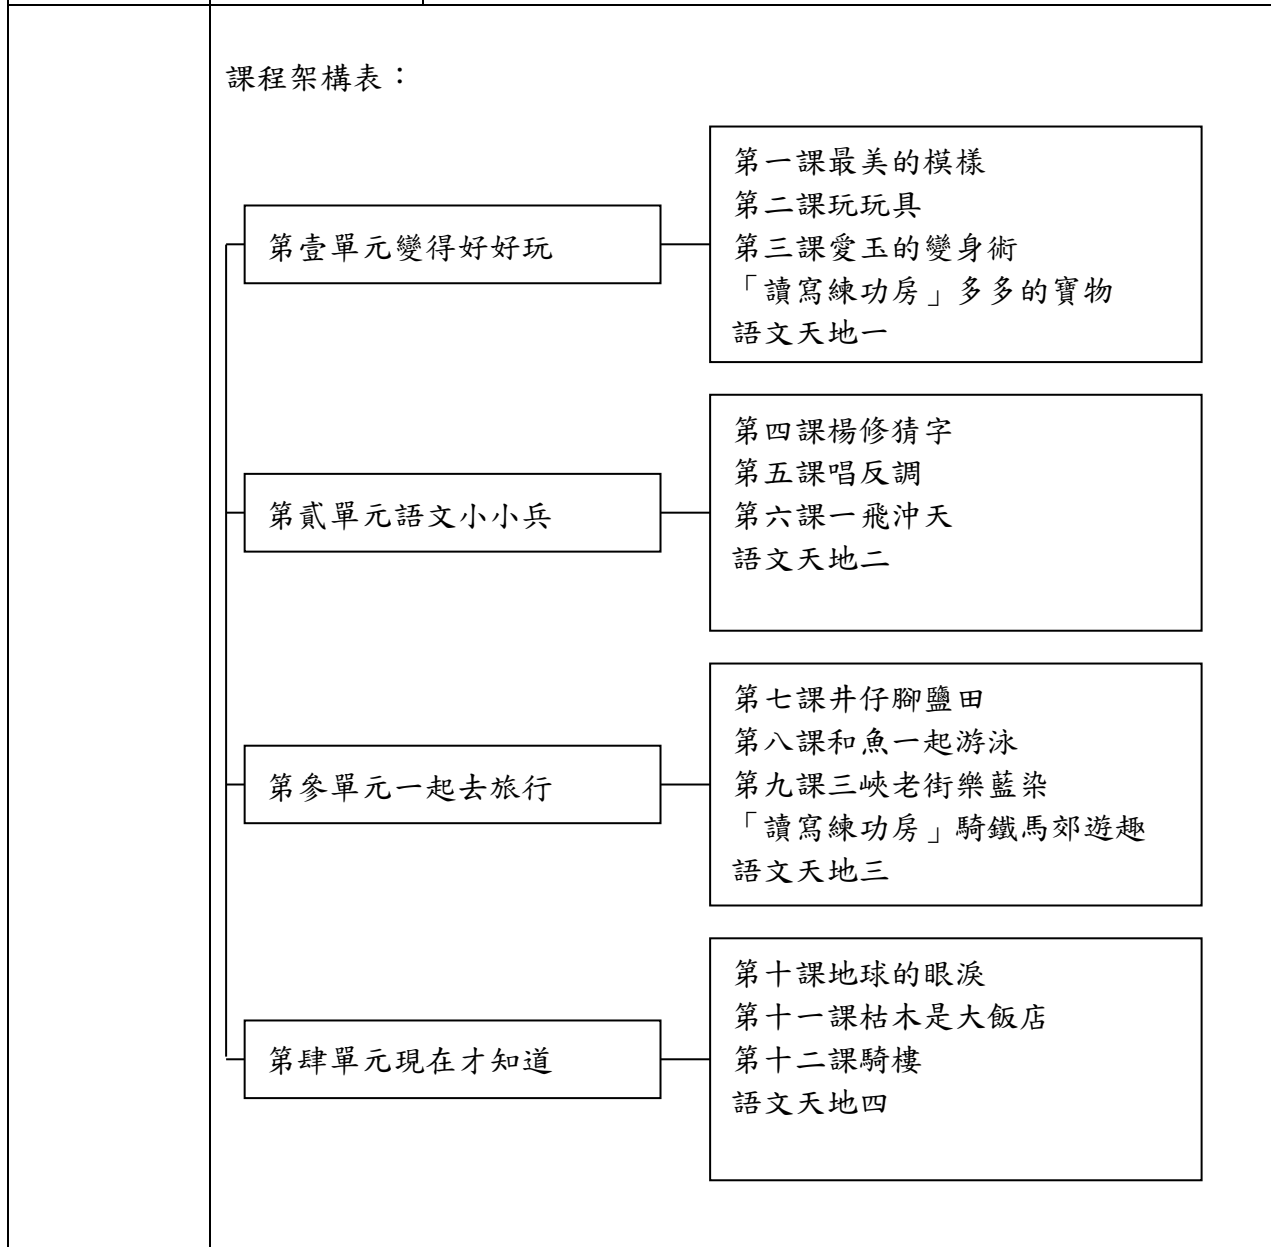 課程架構表：
第壹單元變得好好玩
第一課最美的模樣
第二課玩玩具
第三課愛玉的變身術
「讀寫練功房」多多的寶物
語文天地一
第貳單元語文小小兵
第四課楊修猜字
第五課唱反調
第六課一飛沖天
語文天地二
第參單元一起去旅行
第七課井仔腳鹽田
第八課和魚一起游泳
第九課三峽老街樂藍染
「讀寫練功房」騎鐵馬郊遊趣
語文天地三
第肆單元現在才知道
第十課地球的眼淚
第十一課枯木是大飯店
第十二課騎樓
語文天地四